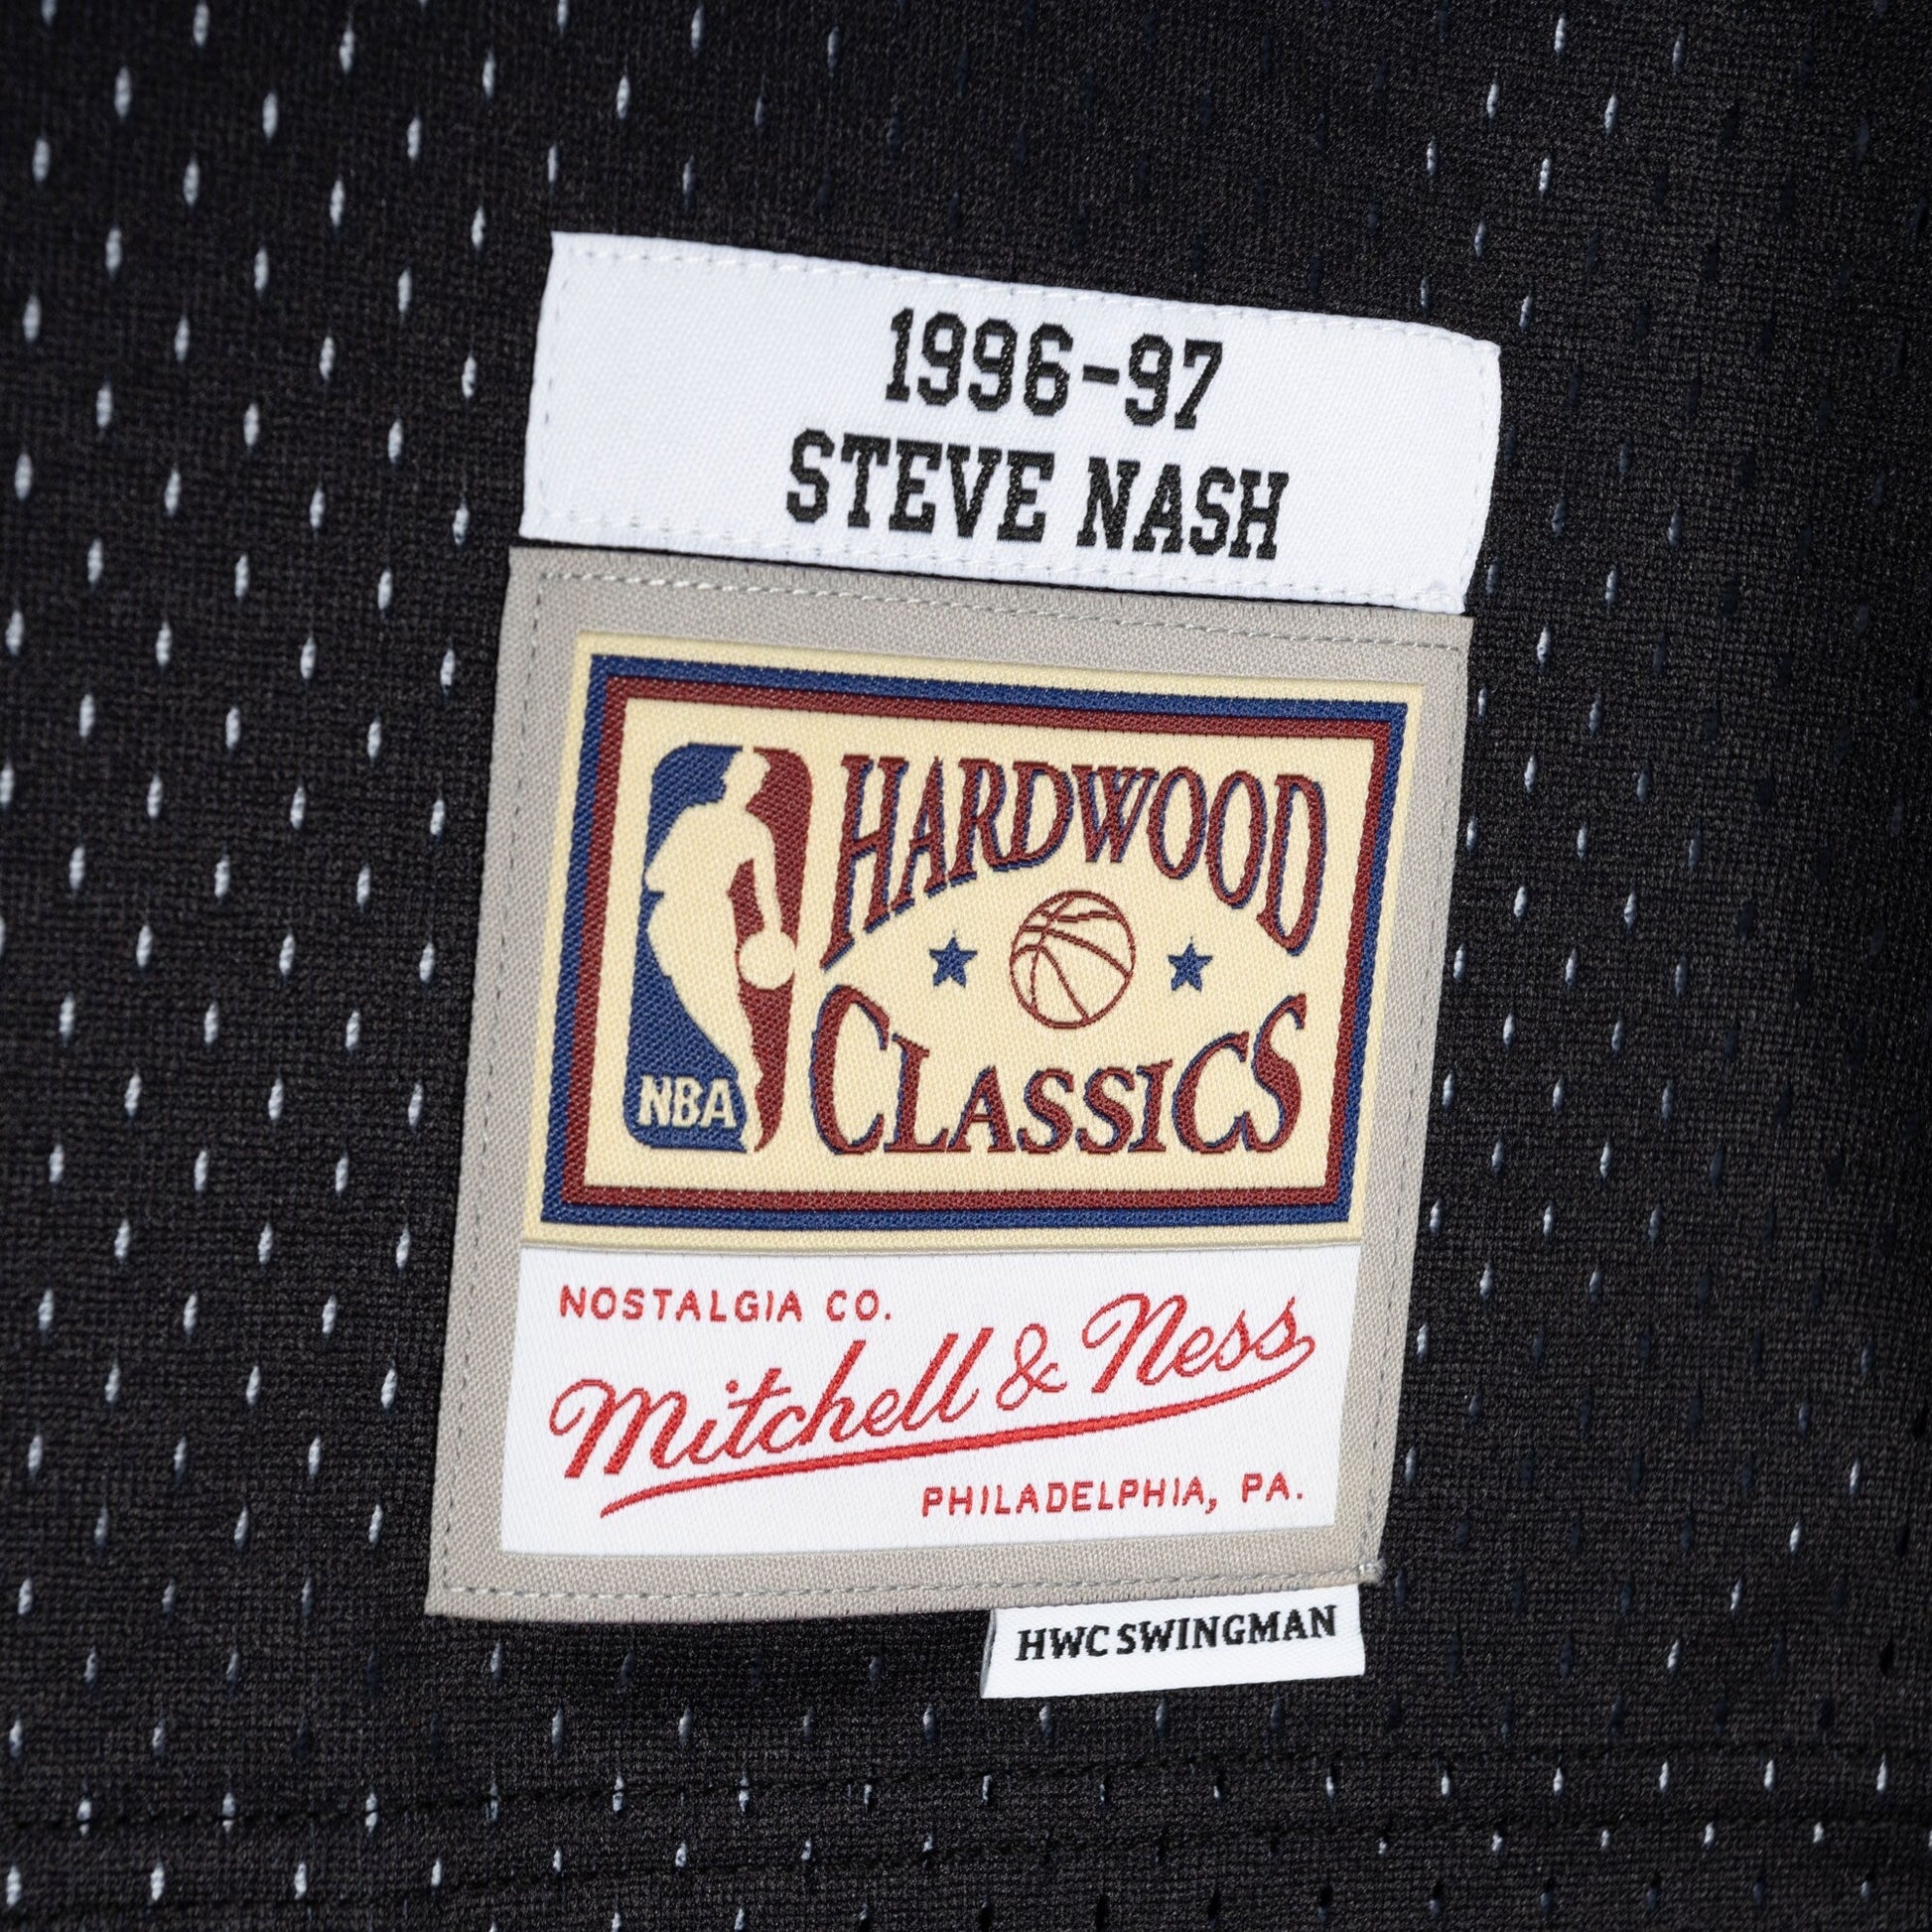 1996-97
STEVE NASH
HARDWOOD
CLASSICS
NBA
NOSTALGIA CO.
Mitchell & Ness
PHILADELPHIA, PA.
HWC SWINGMAN